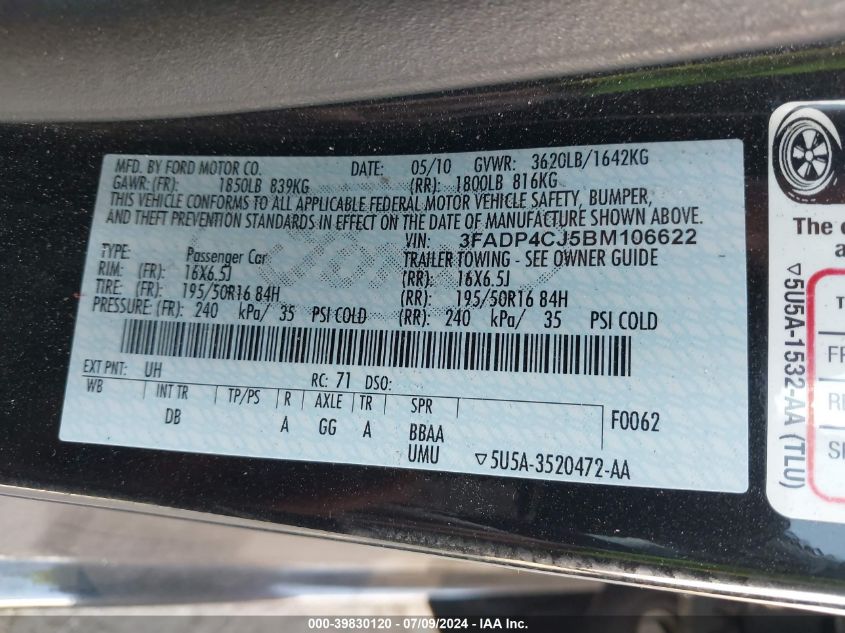 MFD. BY FORD MOTOR CO. DATE: 05/10 GVWR: 3620LB/1642KG
GAWR: (FR): 1850LB 839KG (RR): 1800LB 816KG
THIS VEHICLE CONFORMS TO ALL APPLICABLE FEDERAL MOTOR VEHICLE SAFETY, BUMPER,
AND THEFT PREVENTION STANDARDS IN EFFECT ON THE DATE OF MANUFACTURE SHOWN ABOVE
VIN: 3FADP4CJ5BM106622
TYPE: Passenger Car TRAILER TOWING - SEE OWNER GUIDE
RIM: (FR): 16X6.5J (RR): 16X6.5J
TIRE: (FR): 195/50R16 84H (RR): 195/50R16 84H
PRESSURE: (FR): 240 kPa/ 35 PSI COLD (RR): 240 kPa/ 35 PSI COLD
EXT PNT: UH RC: 71 DSO:
WB INT TR TP/PS R AXLE TR SPR
DB A GG A BBAA F0062
UMU ▽5U5A-3520472-AA
▽5U5A-1532-AA (TLU)
The
000-39830120 - 07/09/2024 - IAA Inc.